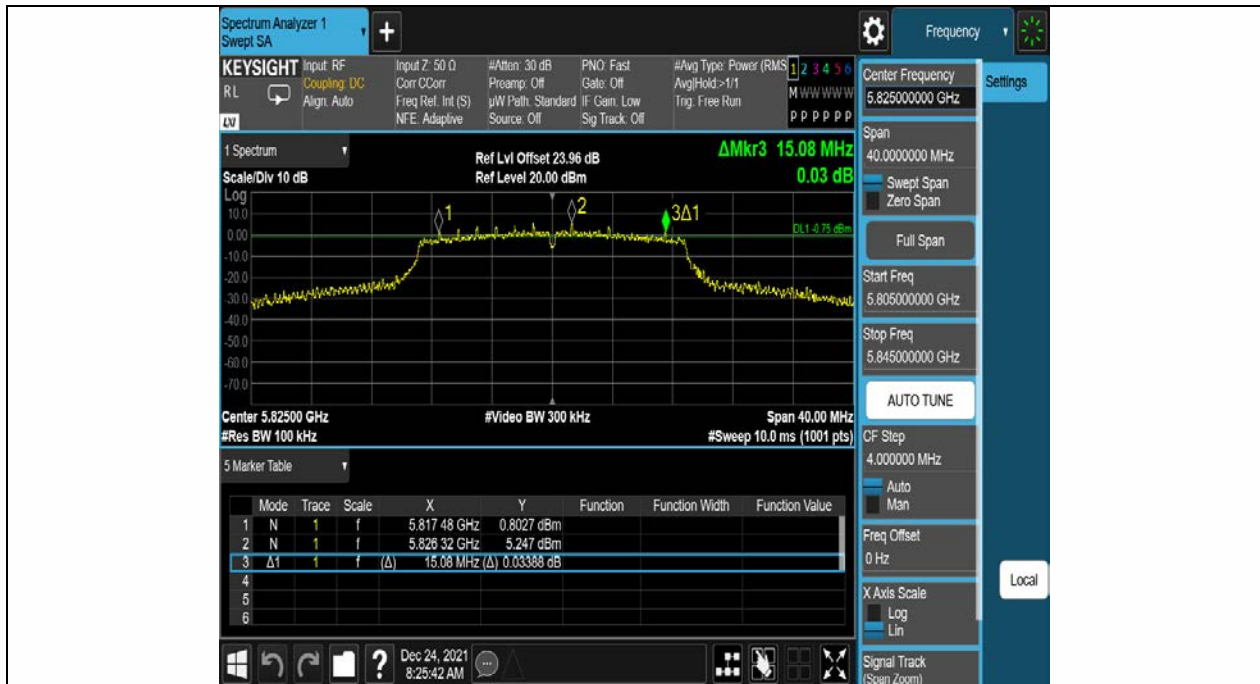 Spectrum Analyzer 1
Swept SA
+
Frequency
KEYSIGHT
RL
LXI
Input: RF
Coupling: DC
Align: Auto
Input Z: 50 Ω
Corr CCorr
Freq Ref: Int (S)
NFE: Adaptive
#Atten: 30 dB
Preamp: Off
µW Path: Standard
Source: Off
PNO: Fast
Gate: Off
IF Gain: Low
Sig Track: Off
#Avg Type: Power (RMS
Avg|Hold:>1/1
Trig: Free Run
1 2 3 4 5 6
M W W W W W
P P P P P P
1 Spectrum
Scale/Div 10 dB
Ref Lvl Offset 23.96 dB
Ref Level 20.00 dBm
ΔMkr3 15.08 MHz
0.03 dB
Log
10.0
0.00
-10.0
-20.0
-30.0
-40.0
-50.0
-60.0
-70.0
1
2
3Δ1
DL1 -0.75 dBm
Center 5.82500 GHz
#Video BW 300 kHz
Span 40.00 MHz
#Res BW 100 kHz
#Sweep 10.0 ms (1001 pts)
5 Marker Table
Mode Trace Scale X Y Function Function Width Function Value
1 N 1 f 5.817 48 GHz 0.8027 dBm
2 N 1 f 5.826 32 GHz 5.247 dBm
3 Δ1 1 f (Δ) 15.08 MHz (Δ) 0.03388 dB
4
5
6
Center Frequency
5.825000000 GHz
Settings
Span
40.0000000 MHz
Swept Span
Zero Span
Full Span
Start Freq
5.805000000 GHz
Stop Freq
5.845000000 GHz
AUTO TUNE
CF Step
4.000000 MHz
Auto
Man
Freq Offset
0 Hz
X Axis Scale
Log
Lin
Local
Signal Track
(Span Zoom)
?
Dec 24, 2021
8:25:42 AM